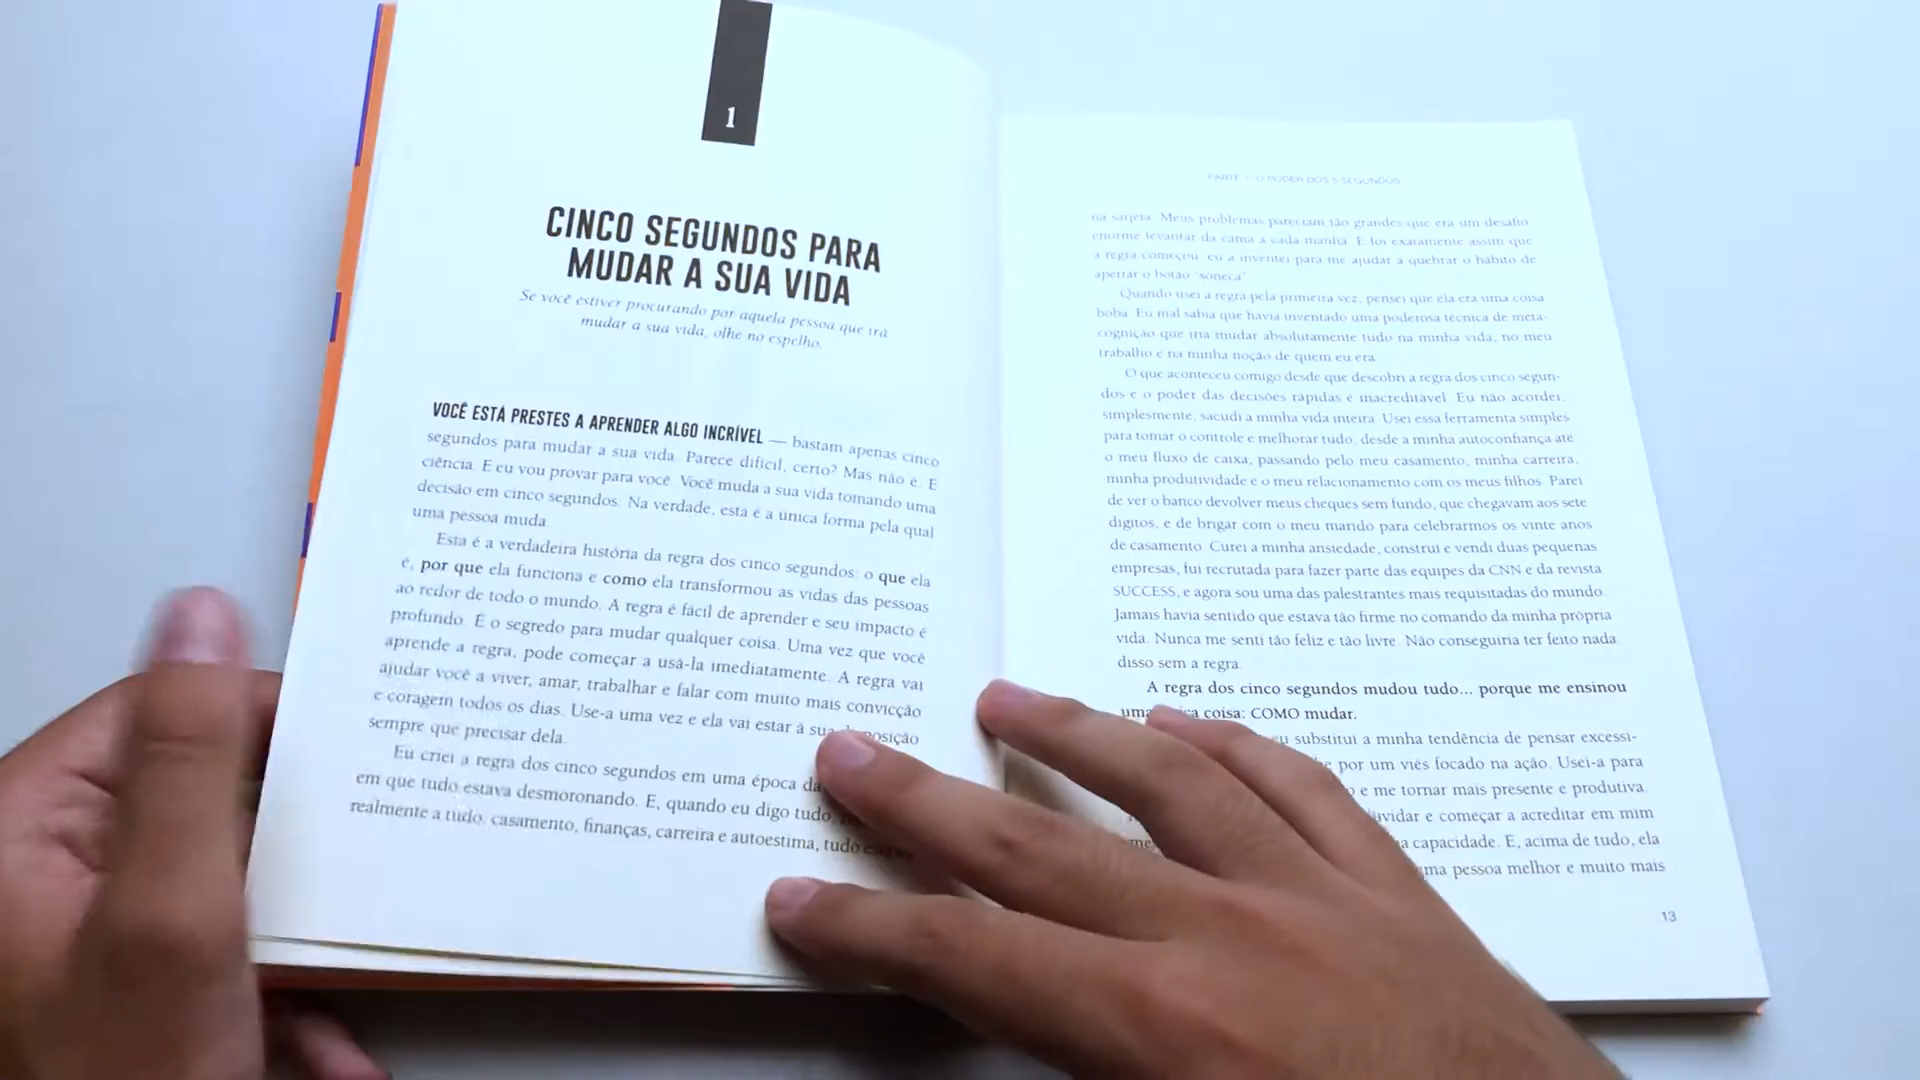 1
CINCO SEGUNDOS PARA
MUDAR A SUA VIDA
Se você estiver procurando por aquela pessoa que irá
mudar a sua vida, olhe no espelho.
VOCÊ ESTÁ PRESTES A APRENDER ALGO INCRÍVEL — bastam apenas cinco
segundos para mudar a sua vida. Parece difícil, certo? Mas não é. É
ciência. E eu vou provar para você. Você muda a sua vida tomando uma
decisão em cinco segundos. Na verdade, esta é a única forma pela qual
uma pessoa muda.
Esta é a verdadeira história da regra dos cinco segundos: o que ela
é, por que ela funciona e como ela transformou as vidas das pessoas
ao redor de todo o mundo. A regra é fácil de aprender e seu impacto é
profundo. É o segredo para mudar qualquer coisa. Uma vez que você
aprende a regra, pode começar a usá-la imediatamente. A regra vai
ajudar você a viver, amar, trabalhar e falar com muito mais convicção
e coragem todos os dias. Use-a uma vez e ela vai estar à sua posição
sempre que precisar dela.
Eu criei a regra dos cinco segundos em uma época da
em que tudo estava desmoronando. E, quando eu digo tudo,
realmente a tudo: casamento, finanças, carreira e autoestima, tudo
PARTE 1 O PODER DOS 5 SEGUNDOS
na sarjeta. Meus problemas pareciam tão grandes que era um desafio
enorme levantar da cama a cada manhã. E foi exatamente assim que
a regra começou: eu a inventei para me ajudar a quebrar o hábito de
apertar o botão "soneca"
Quando usei a regra pela primeira vez, pensei que ela era uma coisa
boba. Eu mal sabia que havia inventado uma poderosa técnica de meta-
cognição que iria mudar absolutamente tudo na minha vida, no meu
trabalho e na minha noção de quem eu era.
O que aconteceu comigo desde que descobri a regra dos cinco segun-
dos e o poder das decisões rápidas é inacreditável. Eu não acordei,
simplesmente, sacudi a minha vida inteira. Usei essa ferramenta simples
para tomar o controle e melhorar tudo, desde a minha autoconfiança até
o meu fluxo de caixa, passando pelo meu casamento, minha carreira,
minha produtividade e o meu relacionamento com os meus filhos. Parei
de ver o banco devolver meus cheques sem fundo, que chegavam aos sete
dígitos, e de brigar com o meu marido para celebrarmos os vinte anos
de casamento. Curei a minha ansiedade, construí e vendi duas pequenas
empresas, fui recrutada para fazer parte das equipes da CNN e da revista
SUCCESS, e agora sou uma das palestrantes mais requisitadas do mundo.
Jamais havia sentido que estava tão firme no comando da minha própria
vida. Nunca me senti tão feliz e tão livre. Não conseguiria ter feito nada
disso sem a regra.
A regra dos cinco segundos mudou tudo... porque me ensinou
uma coisa: COMO mudar.
eu substituí a minha tendência de pensar excessi-
por um viés focado na ação. Usei-a para
o e me tornar mais presente e produtiva.
duvidar e começar a acreditar em mim
me capacidade. E, acima de tudo, ela
uma pessoa melhor e muito mais
13